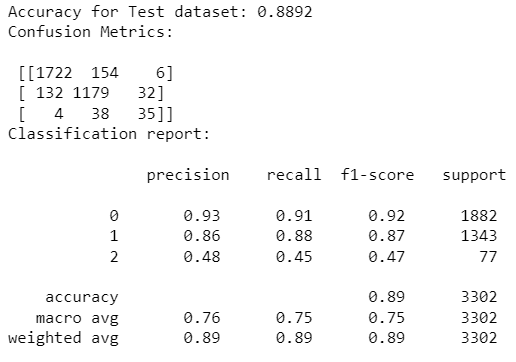 Accuracy for Test dataset: 0.8892
Confusion Metrics:
[[1722 154 6]
[ 132 1179 32]
[ 4 38 35]]
Classification report:
precision recall f1-score support
0 0.93 0.91 0.92 1882
1 0.86 0.88 0.87 1343
2 0.48 0.45 0.47 77
accuracy 0.89 3302
macro avg 0.76 0.75 0.75 3302
weighted avg 0.89 0.89 0.89 3302